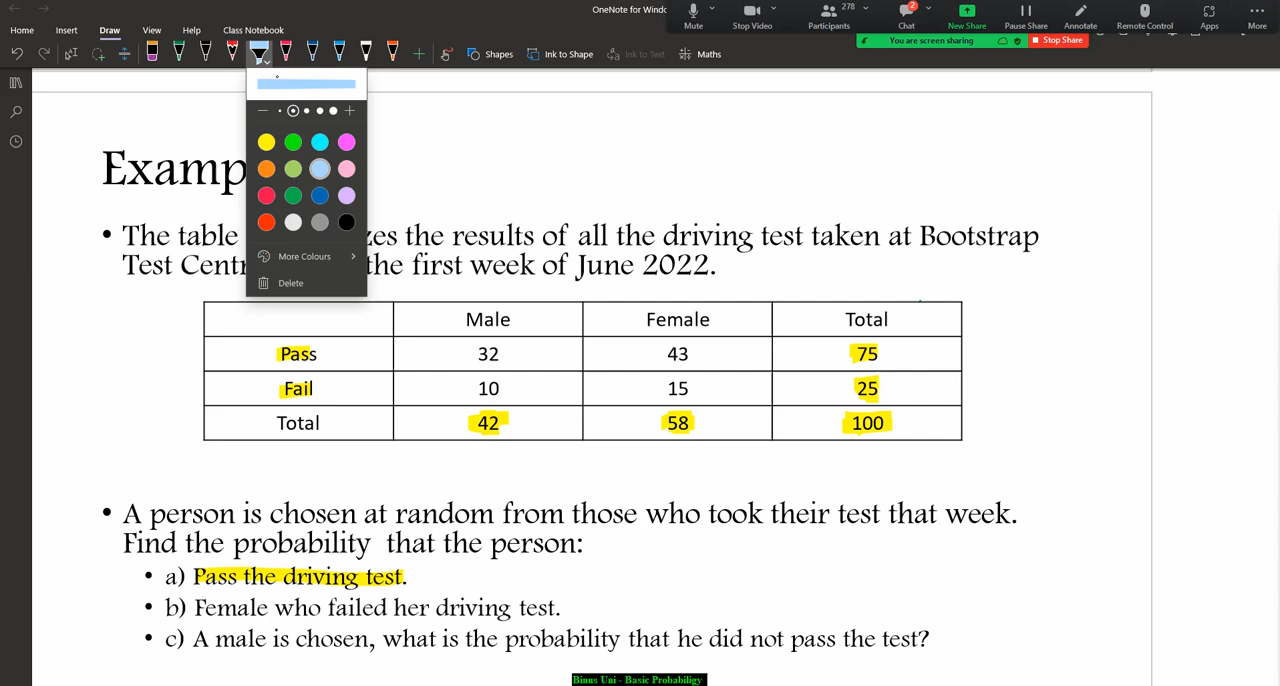 OneNote for Windo
Mute Stop Video 278 Participants 2 Chat New Share Pause Share Annotate Remote Control Apps More
Home Insert Draw View Help Class Notebook
You are screen sharing Stop Share
Shapes Ink to Shape Ink to Text Maths
Examp
• The table zes the results of all the driving test taken at Bootstrap
Test Centr the first week of June 2022.
More Colours
Delete
Male Female Total
Pass 32 43 75
Fail 10 15 25
Total 42 58 100
• A person is chosen at random from those who took their test that week.
Find the probability that the person:
• a) Pass the driving test.
• b) Female who failed her driving test.
• c) A male is chosen, what is the probability that he did not pass the test?
Binus Uni - Basic Probabiligy